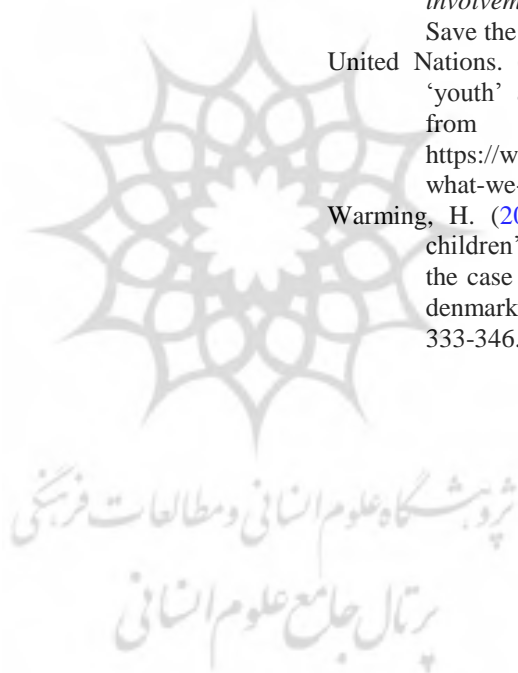 involvem
Save the
United Nations.
'youth'
from
https://w
what-we-
Warming, H. (20
children'
the case
denmark
333-346.
پژوهشگاه علوم انسانی و مطالعات فرهنگی
پرتال جامع علوم انسانی